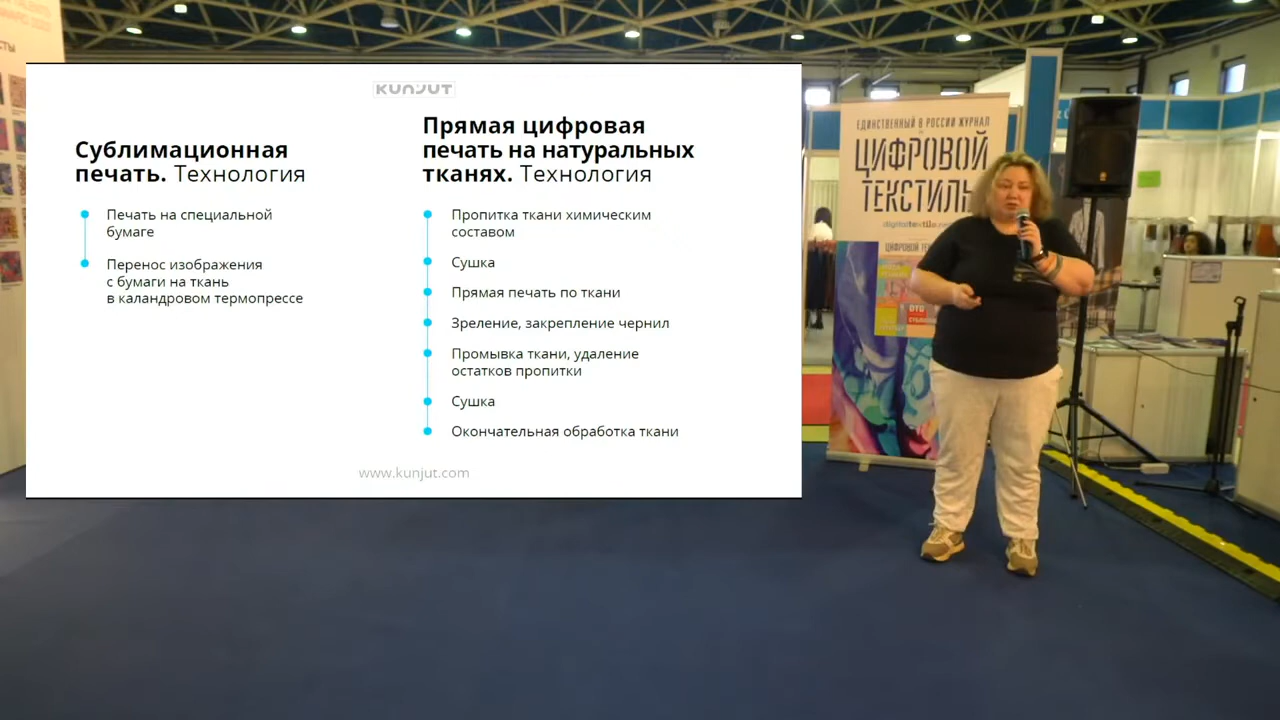 KUNJUT
Сублимационная
печать. Технология
Печать на специальной
бумаге
Перенос изображения
с бумаги на ткань
в каландровом термопрессе
Прямая цифровая
печать на натуральных
тканях. Технология
Пропитка ткани химическим
составом
Сушка
Прямая печать по ткани
Зреление, закрепление чернил
Промывка ткани, удаление
остатков пропитки
Сушка
Окончательная обработка ткани
www.kunjut.com
ЕДИНСТВЕННЫЙ В РОССИИ ЖУРНАЛ
ЦИФРОВОЙ
ТЕКСТИЛЬ
ЦИФРОВОЙ
DTG